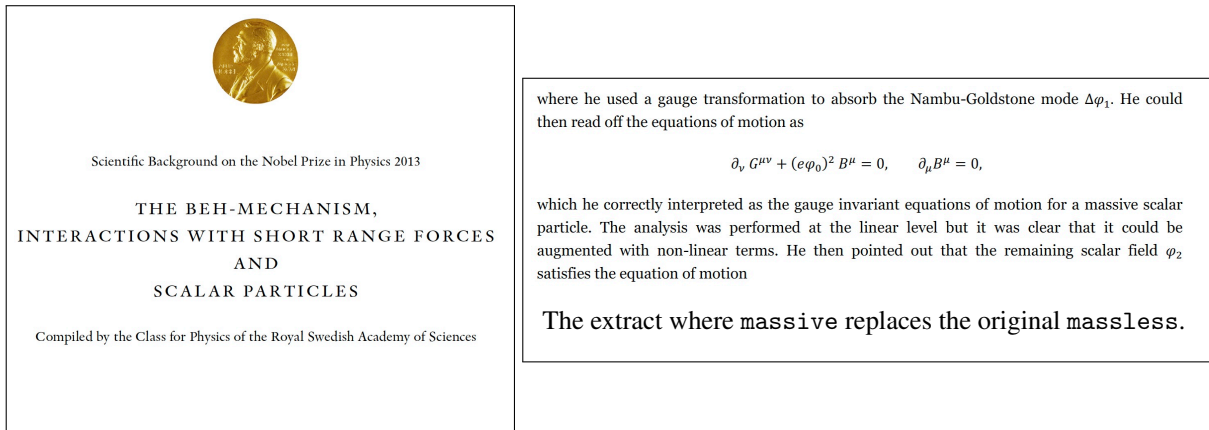 Scientific Background on the Nobel Prize in Physics 2013
THE BEH-MECHANISM,
INTERACTIONS WITH SHORT RANGE FORCES
AND
SCALAR PARTICLES
Compiled by the Class for Physics of the Royal Swedish Academy of Sciences
where he used a gauge transformation to absorb the Nambu-Goldstone mode Δφ₁. He could
then read off the equations of motion as
∂ᵥ G^μν + (eφ₀)² B^μ = 0, ∂_μB^μ = 0,
which he correctly interpreted as the gauge invariant equations of motion for a massive scalar
particle. The analysis was performed at the linear level but it was clear that it could be
augmented with non-linear terms. He then pointed out that the remaining scalar field φ₂
satisfies the equation of motion
The extract where massive replaces the original massless.